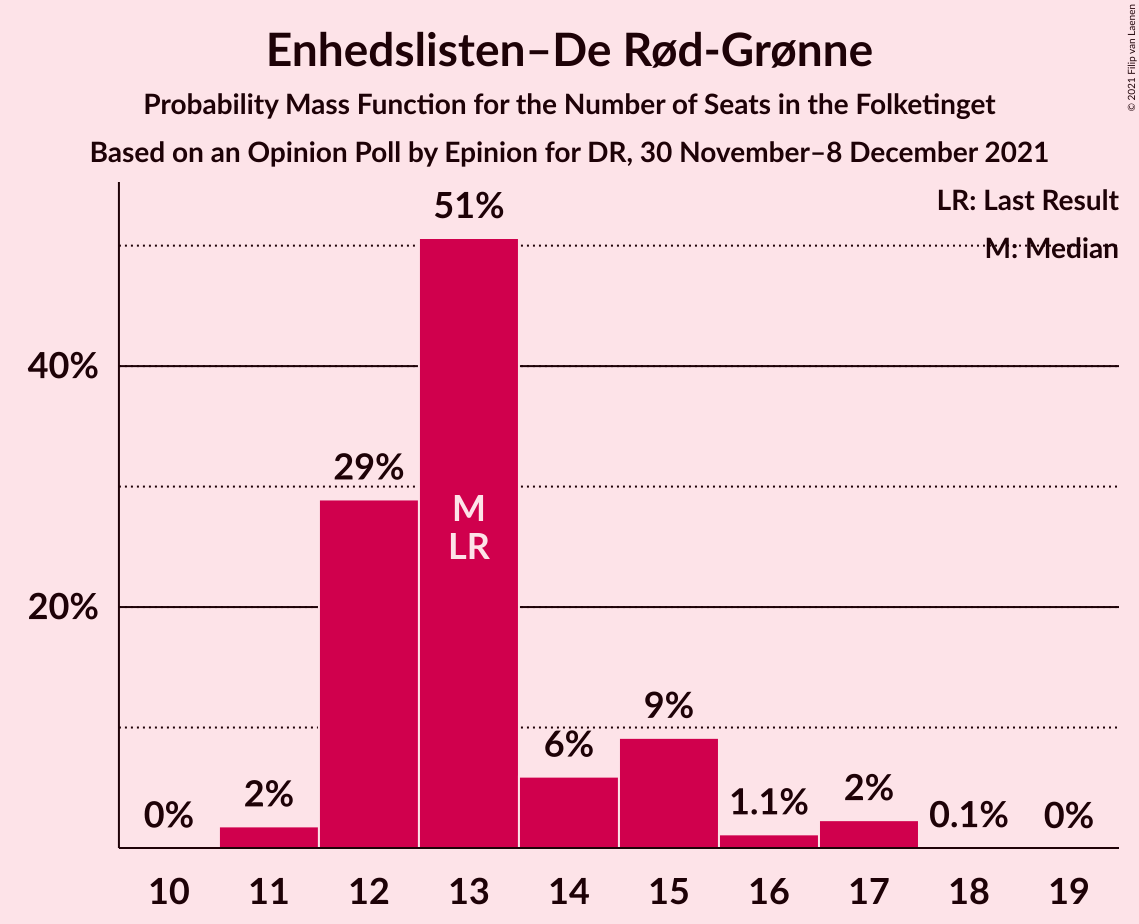 Enhedslisten–De Rød-Grønne
Probability Mass Function for the Number of Seats in the Folketinget
Based on an Opinion Poll by Epinion for DR, 30 November–8 December 2021
© 2021 Filip van Laenen
LR: Last Result
M: Median
40%
20%
0%
2%
29%
51%
M
LR
6%
9%
1.1%
2%
0.1%
0%
10 11 12 13 14 15 16 17 18 19